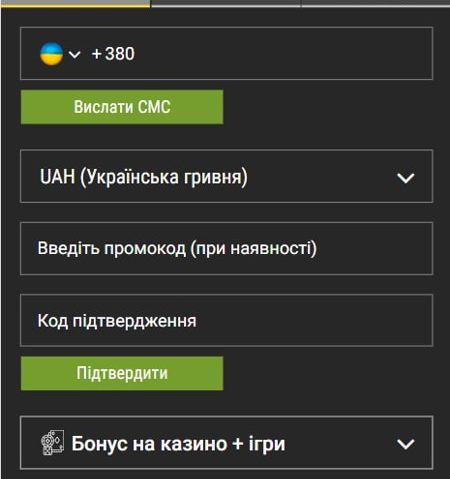 +380
Вислати СМС
UAH (Українська гривня)
Введіть промокод (при наявності)
Код підтвердження
Підтвердити
Бонус на казино + ігри